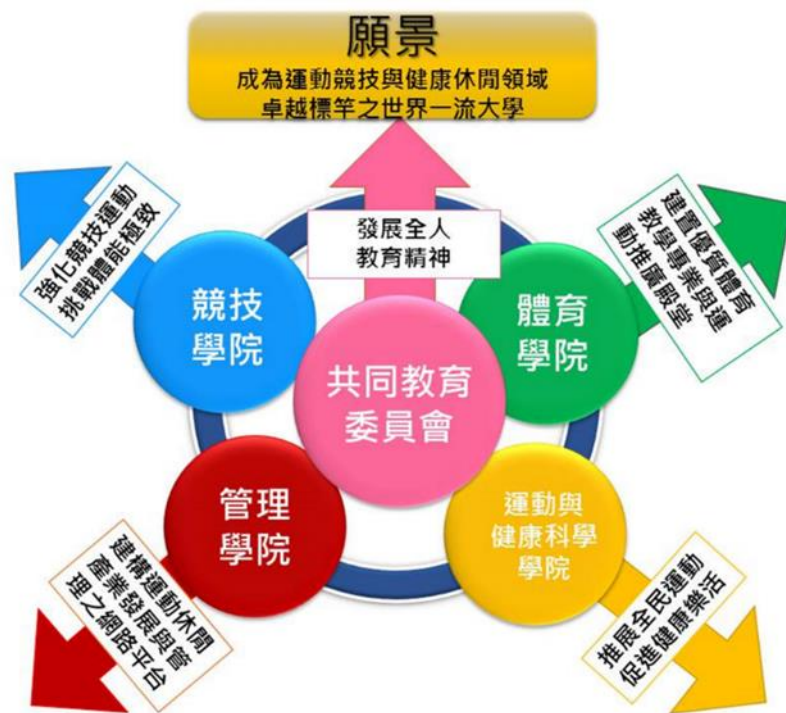 願景
成為運動競技與健康休閒領域
卓越標竿之世界一流大學
強化競技運動
挑戰體能極致
發展全人
教育精神
建置優質體育
教學專業與運
動推廣殿堂
競技
學院
體育
學院
共同教育
委員會
管理
學院
運動與
健康科學
學院
建構運動休閒
產業發展與管
理之網路平台
推展全民運動
促進健康樂活